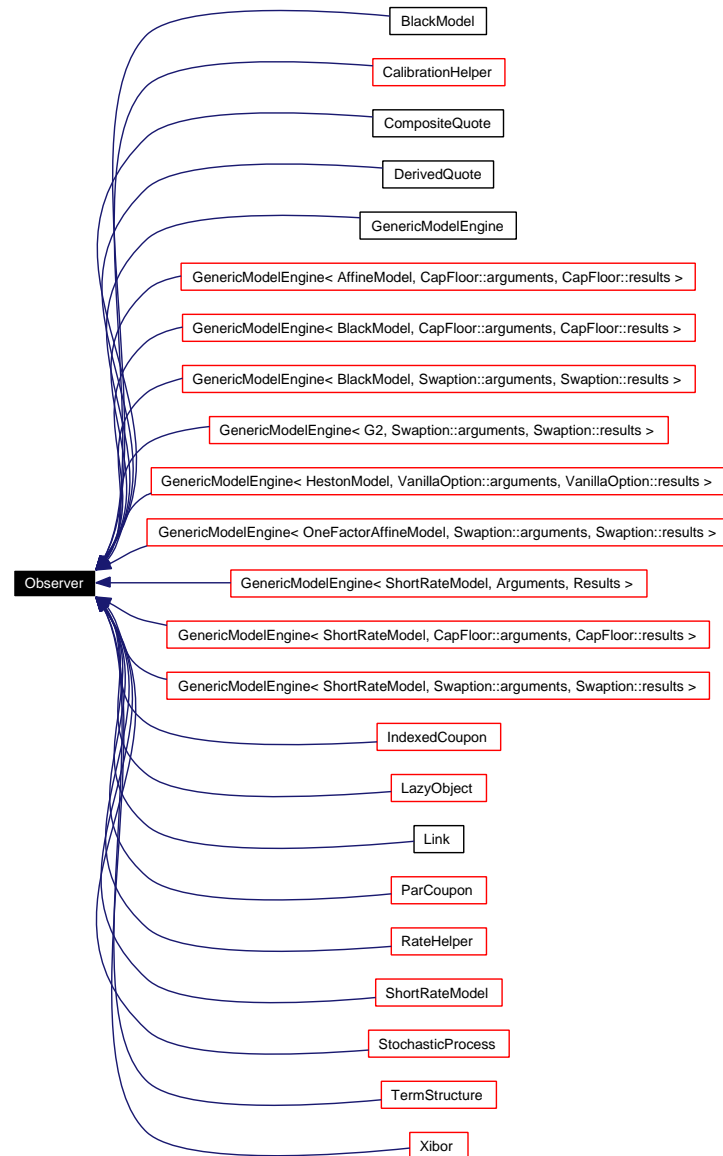 BlackModel
CalibrationHelper
CompositeQuote
DerivedQuote
GenericModelEngine
GenericModelEngine< AffineModel, CapFloor::arguments, CapFloor::results >
GenericModelEngine< BlackModel, CapFloor::arguments, CapFloor::results >
GenericModelEngine< BlackModel, Swaption::arguments, Swaption::results >
GenericModelEngine< G2, Swaption::arguments, Swaption::results >
GenericModelEngine< HestonModel, VanillaOption::arguments, VanillaOption::results >
GenericModelEngine< OneFactorAffineModel, Swaption::arguments, Swaption::results >
Observer
GenericModelEngine< ShortRateModel, Arguments, Results >
GenericModelEngine< ShortRateModel, CapFloor::arguments, CapFloor::results >
GenericModelEngine< ShortRateModel, Swaption::arguments, Swaption::results >
IndexedCoupon
LazyObject
Link
ParCoupon
RateHelper
ShortRateModel
StochasticProcess
TermStructure
Xibor